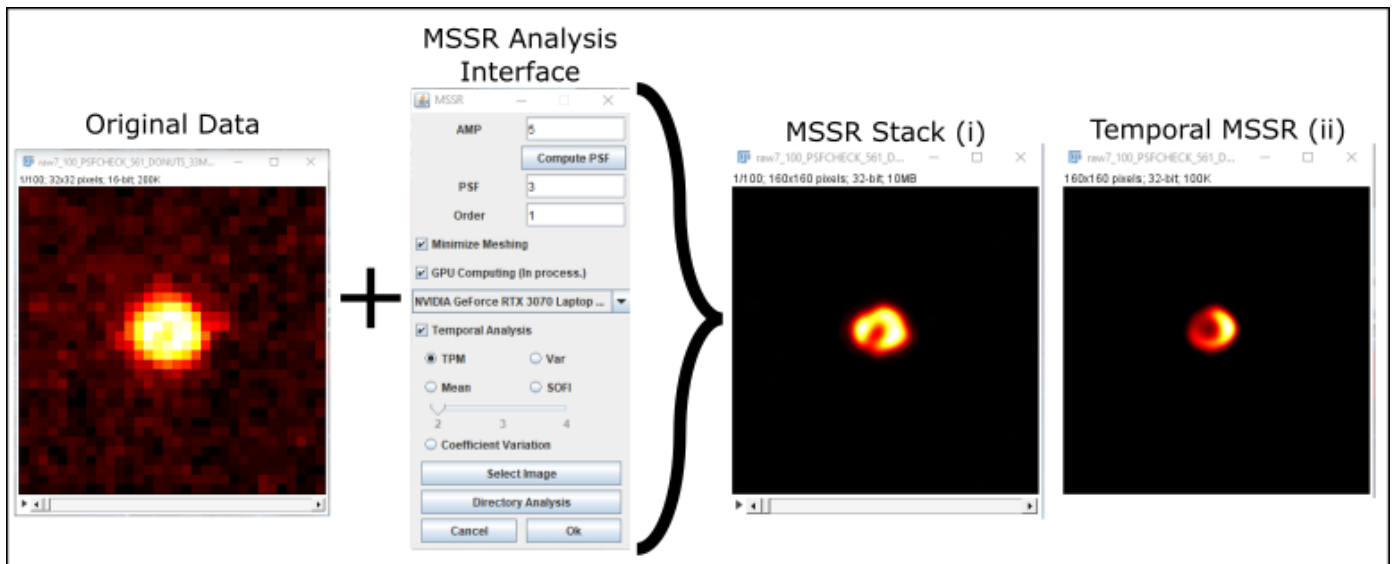 MSSR Analysis
Interface
Original Data
raw7_100_PSFCHECK_561_DONUTS_33M...
1/100; 32x32 pixels; 16-bit; 200K
MSSR
AMP
5
Compute PSF
PSF
3
Order
1
Minimize Meshing
GPU Computing (In process.)
NVIDIA GeForce RTX 3070 Laptop ...
Temporal Analysis
TPM
Var
Mean
SOFI
2 3 4
Coefficient Variation
Select Image
Directory Analysis
Cancel
Ok
MSSR Stack (i)
raw7_100_PSFCHECK_561_D...
1/100; 160x160 pixels; 32-bit; 10MB
Temporal MSSR (ii)
raw7_100_PSFCHECK_561_D...
160x160 pixels; 32-bit; 100K